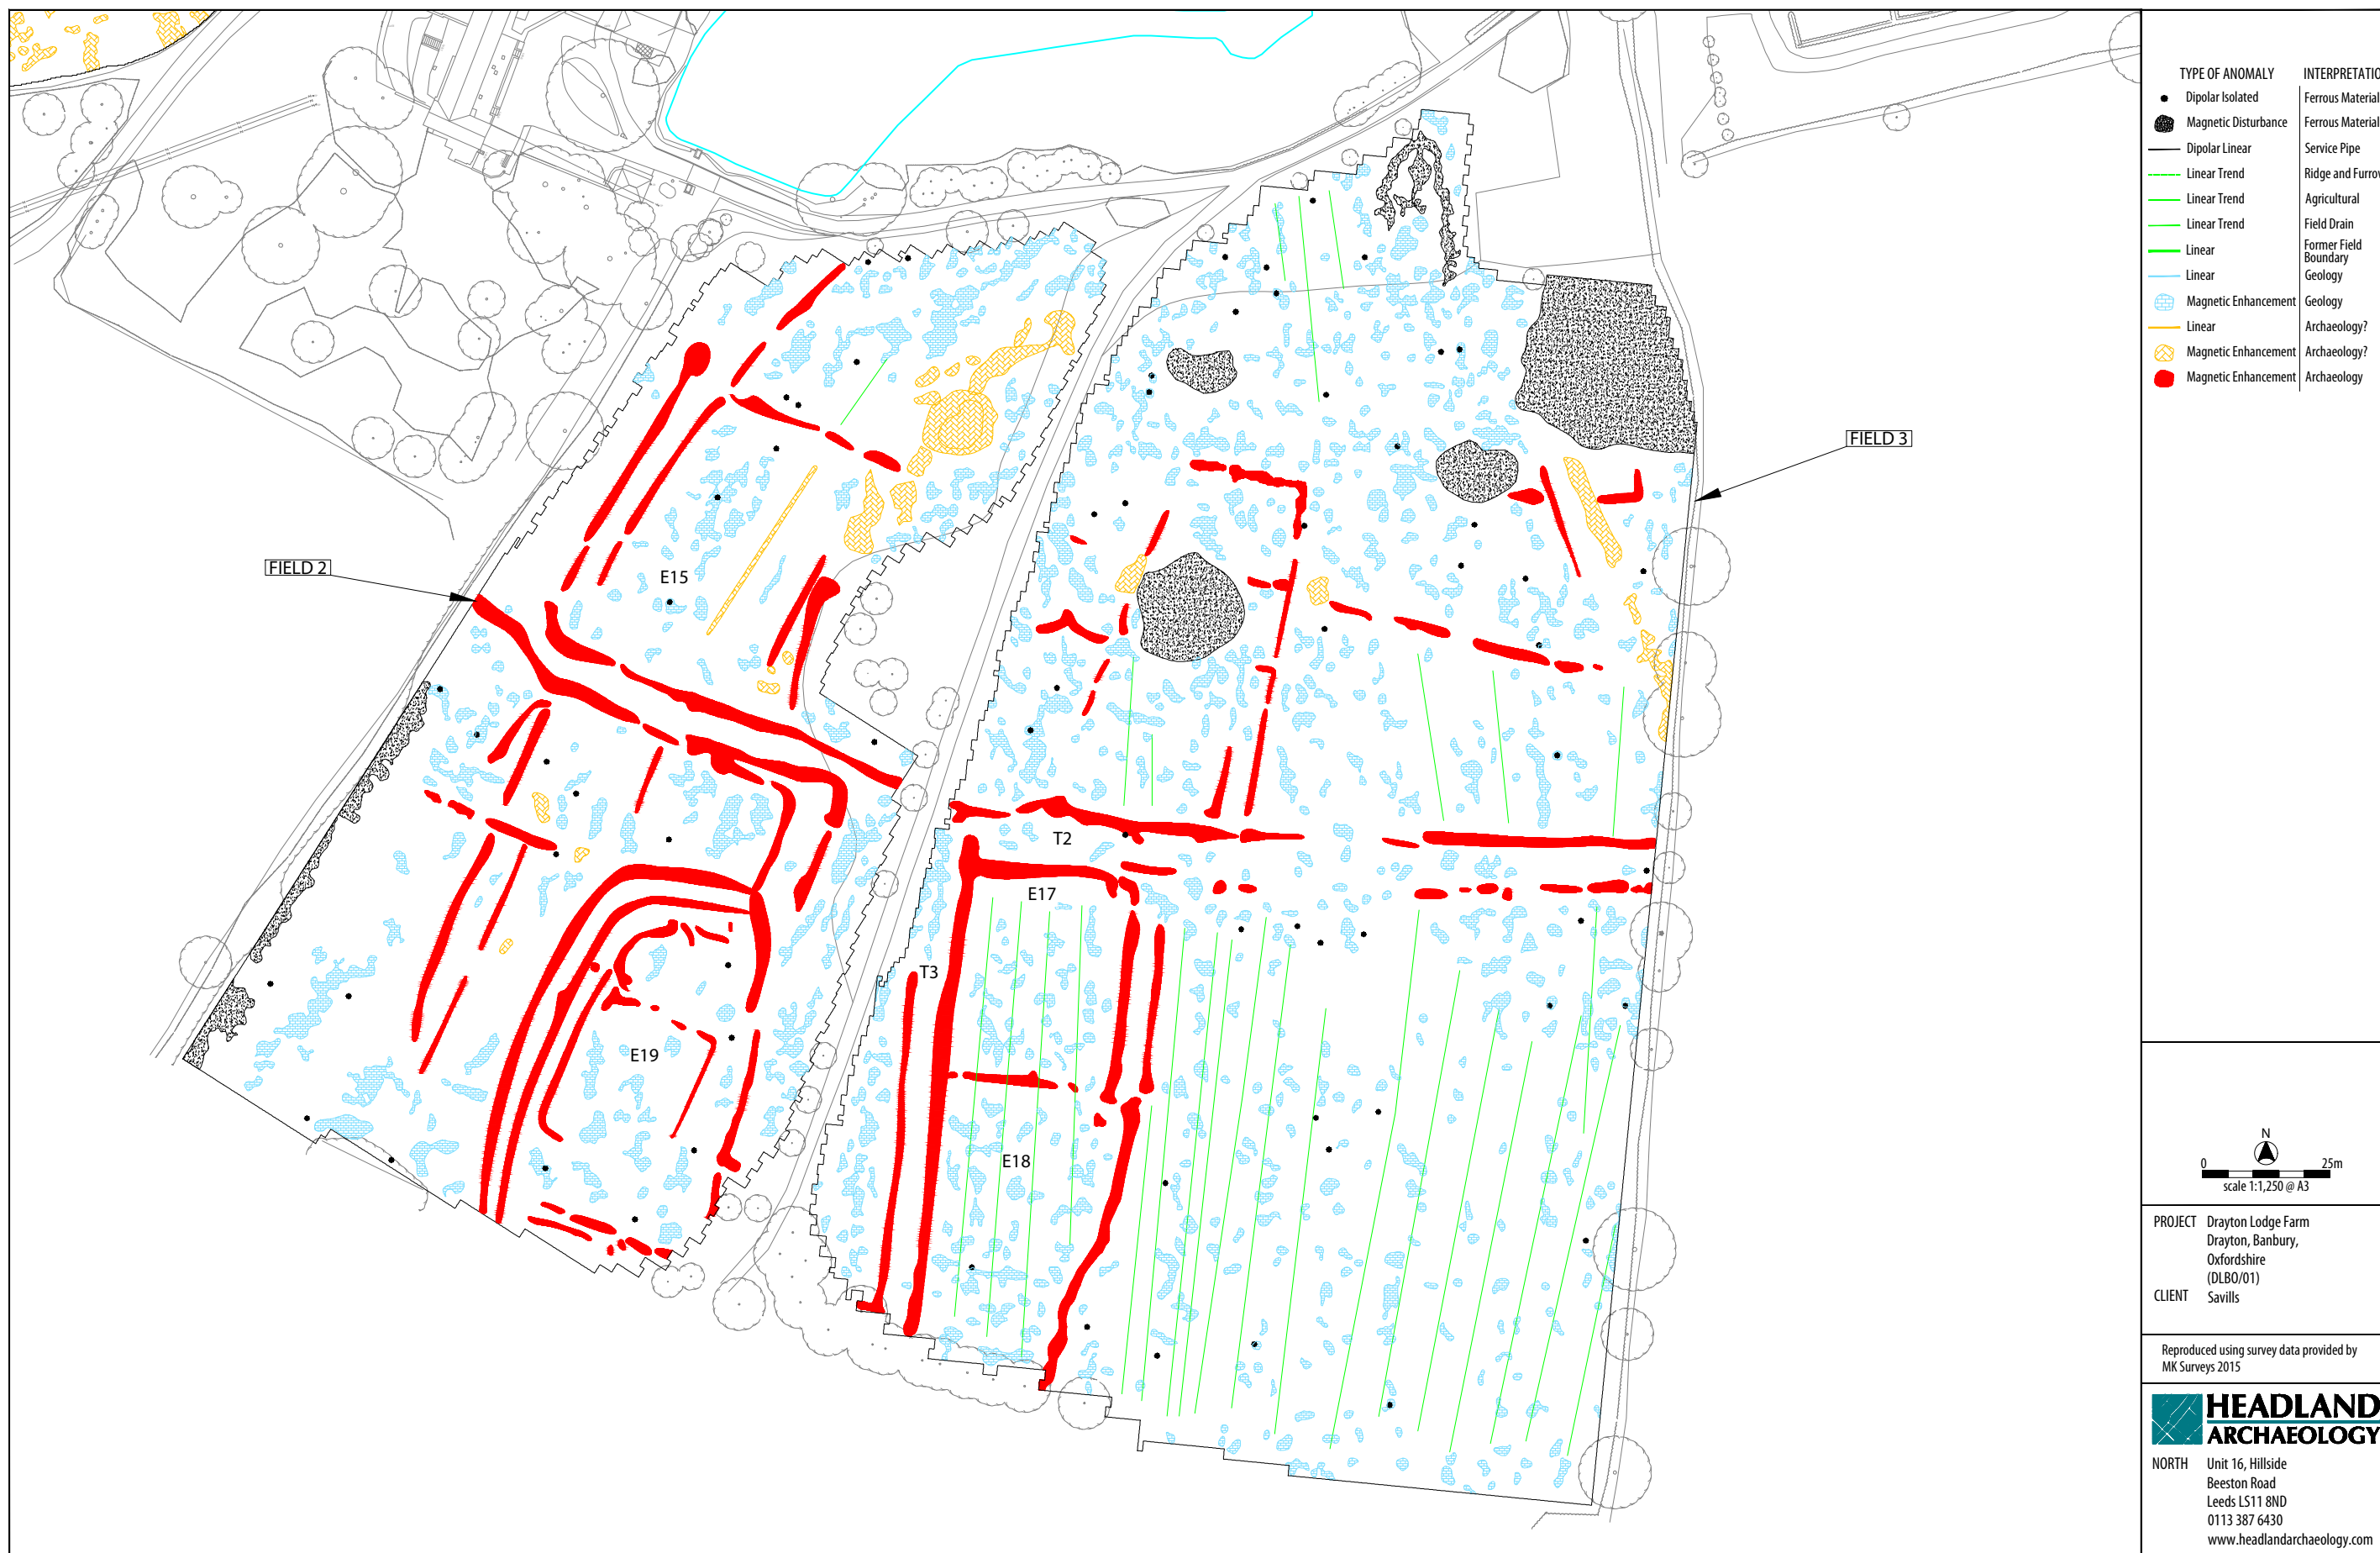 TYPE OF ANOMALY INTERPRETATIO
Dipolar Isolated Ferrous Material
Magnetic Disturbance Ferrous Material
Dipolar Linear Service Pipe
Linear Trend Ridge and Furrow
Linear Trend Agricultural
Linear Trend Field Drain
Linear Former Field
Boundary
Linear Geology
Magnetic Enhancement Geology
Linear Archaeology?
Magnetic Enhancement Archaeology?
Magnetic Enhancement Archaeology
FIELD 3
FIELD 2
E15
T2
E17
T3
E19
E18
N
0 25m
scale 1:1,250 @ A3
PROJECT Drayton Lodge Farm
Drayton, Banbury,
Oxfordshire
(DLBO/01)
CLIENT Savills
Reproduced using survey data provided by
MK Surveys 2015
HEADLAND
ARCHAEOLOGY
NORTH Unit 16, Hillside
Beeston Road
Leeds LS11 8ND
0113 387 6430
www.headlandarchaeology.com